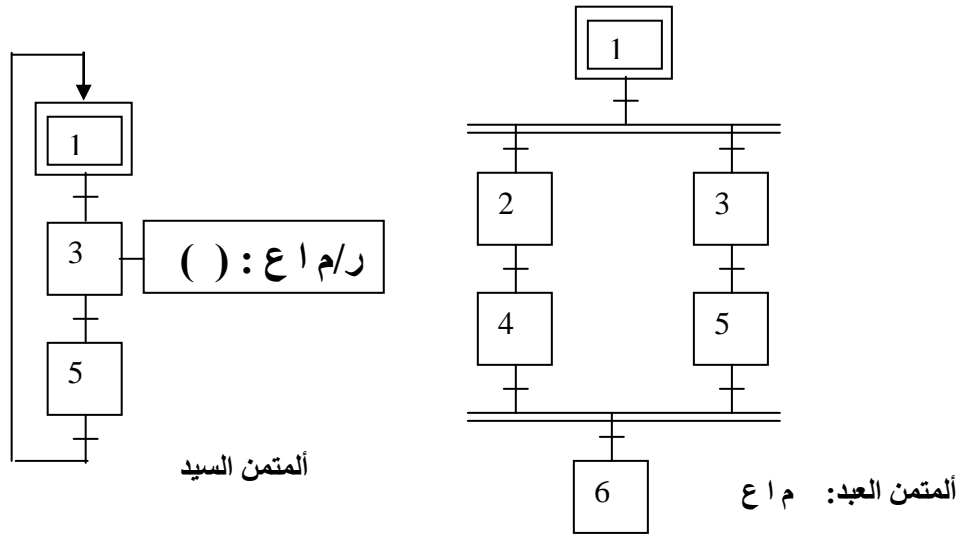 1
3
ر/م ا ع : ( )
5
ألمتمن السيد
1
2 3
4 5
6
ألمتمن العبد: م ا ع